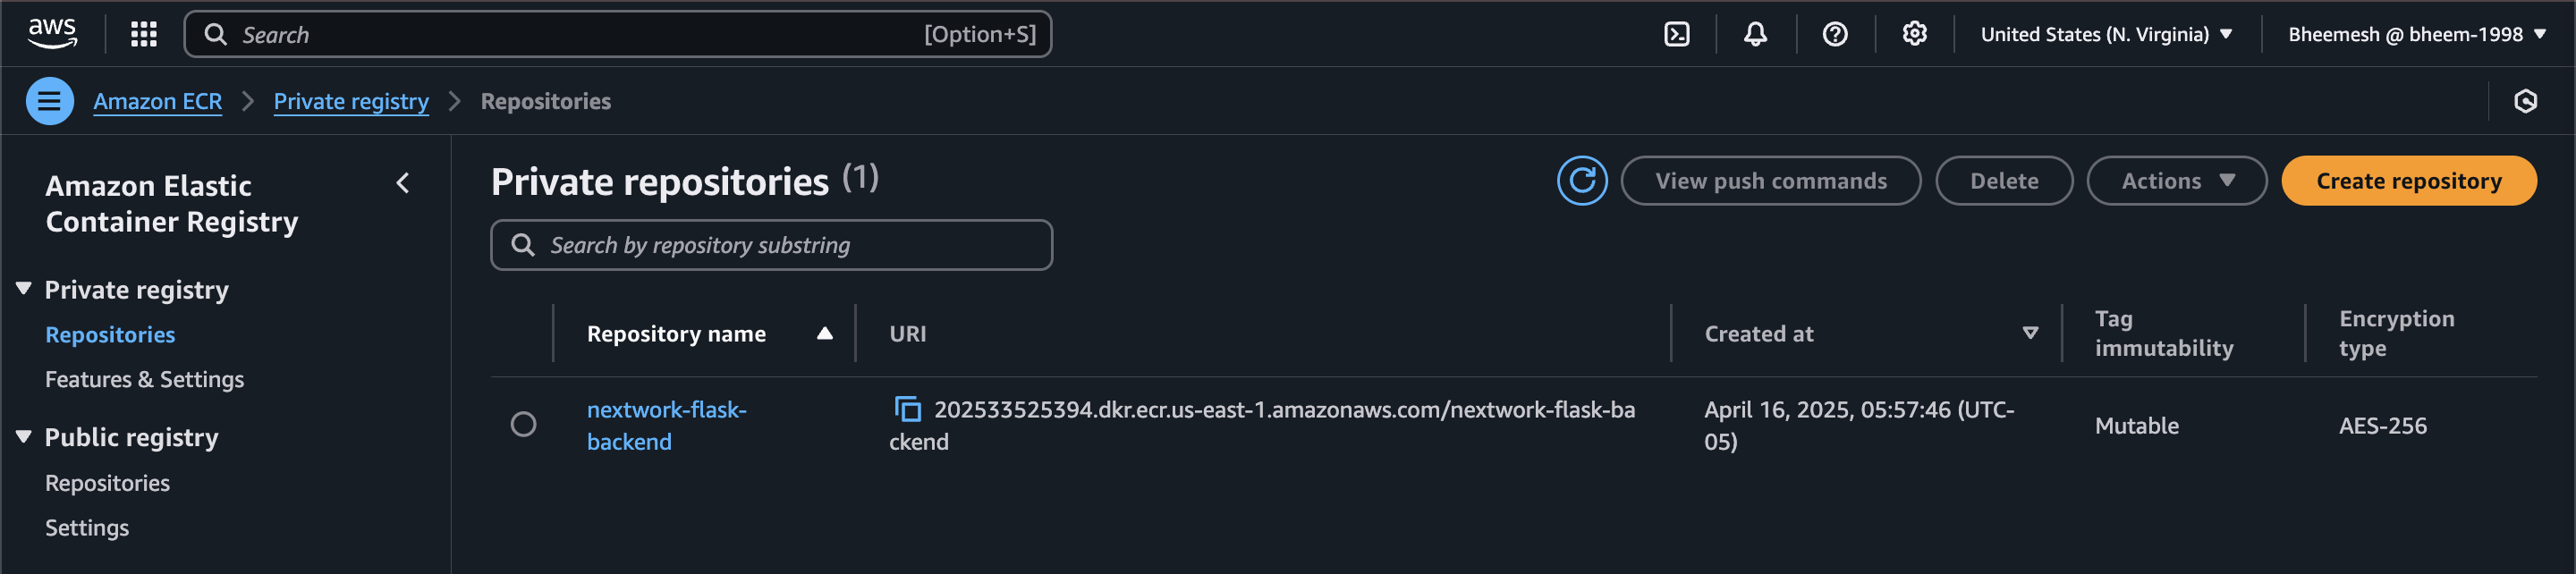 aws
Search
[Option+S]
United States (N. Virginia)
Bheemesh @ bheem-1998
Amazon ECR
Private registry
Repositories
Amazon Elastic
Container Registry
Private registry
Repositories
Features & Settings
Public registry
Repositories
Settings
Private repositories (1)
View push commands
Delete
Actions
Create repository
Search by repository substring
Repository name
URI
Created at
Tag
immutability
Encryption
type
nextwork-flask-
backend
202533525394.dkr.ecr.us-east-1.amazonaws.com/nextwork-flask-ba
ckend
April 16, 2025, 05:57:46 (UTC-
05)
Mutable
AES-256